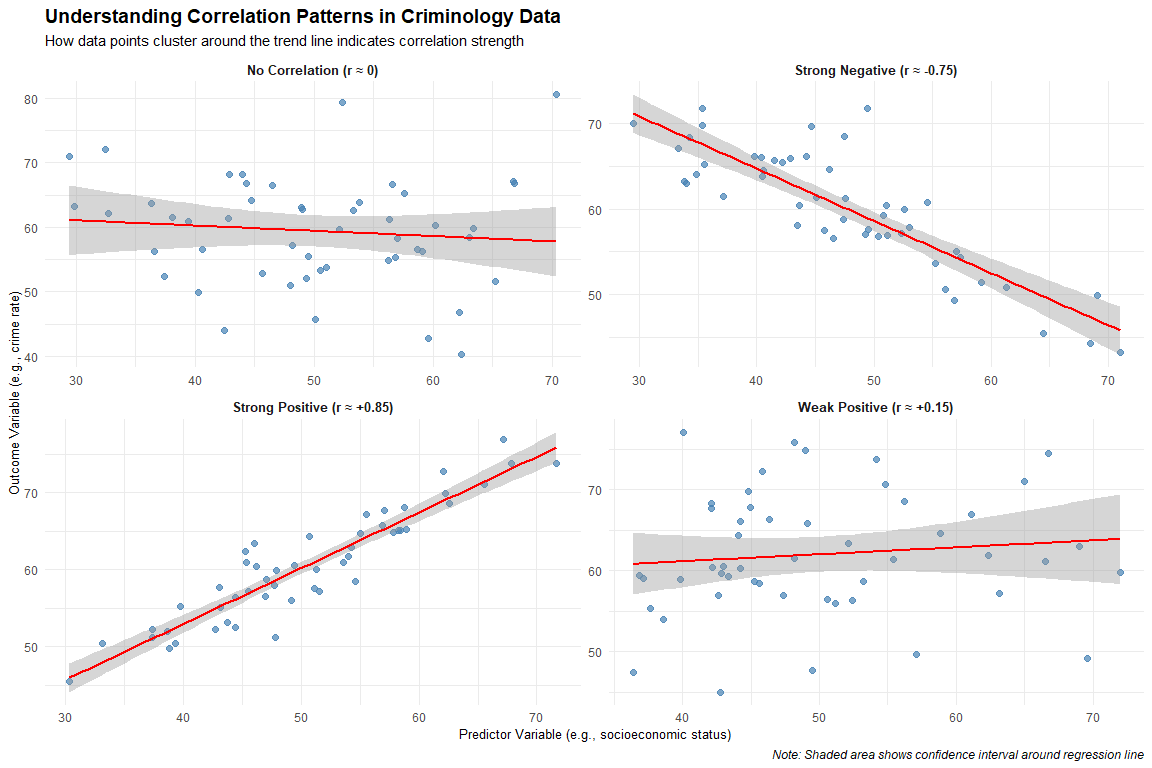 Understanding Correlation Patterns in Criminology Data
How data points cluster around the trend line indicates correlation strength
No Correlation (r ≈ 0)
80
70
60
50
40
30 40 50 60 70
Strong Negative (r ≈ -0.75)
70
60
50
30 40 50 60 70
Outcome Variable (e.g., crime rate)
Strong Positive (r ≈ +0.85)
70
60
50
30 40 50 60 70
Weak Positive (r ≈ +0.15)
70
60
50
40 50 60 70
Predictor Variable (e.g., socioeconomic status)
Note: Shaded area shows confidence interval around regression line